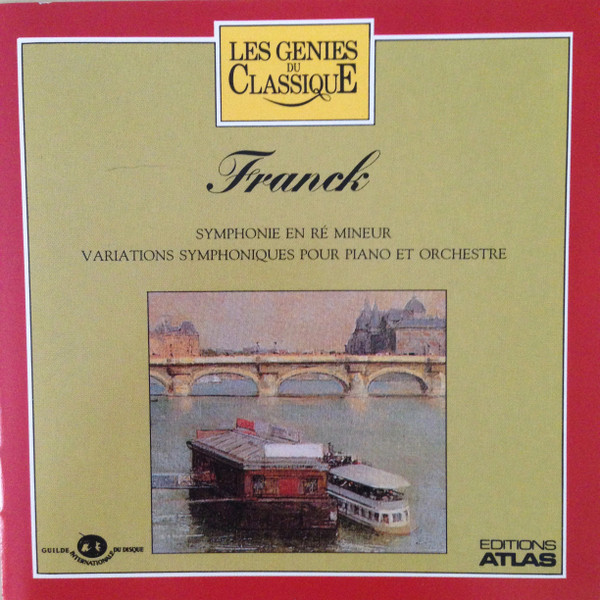 LES GENIES
DU
CLASSIQUE
Franck
SYMPHONIE EN RÉ MINEUR
VARIATIONS SYMPHONIQUES POUR PIANO ET ORCHESTRE
GUILDE INTERNATIONALE DU DISQUE
EDITIONS
ATLAS